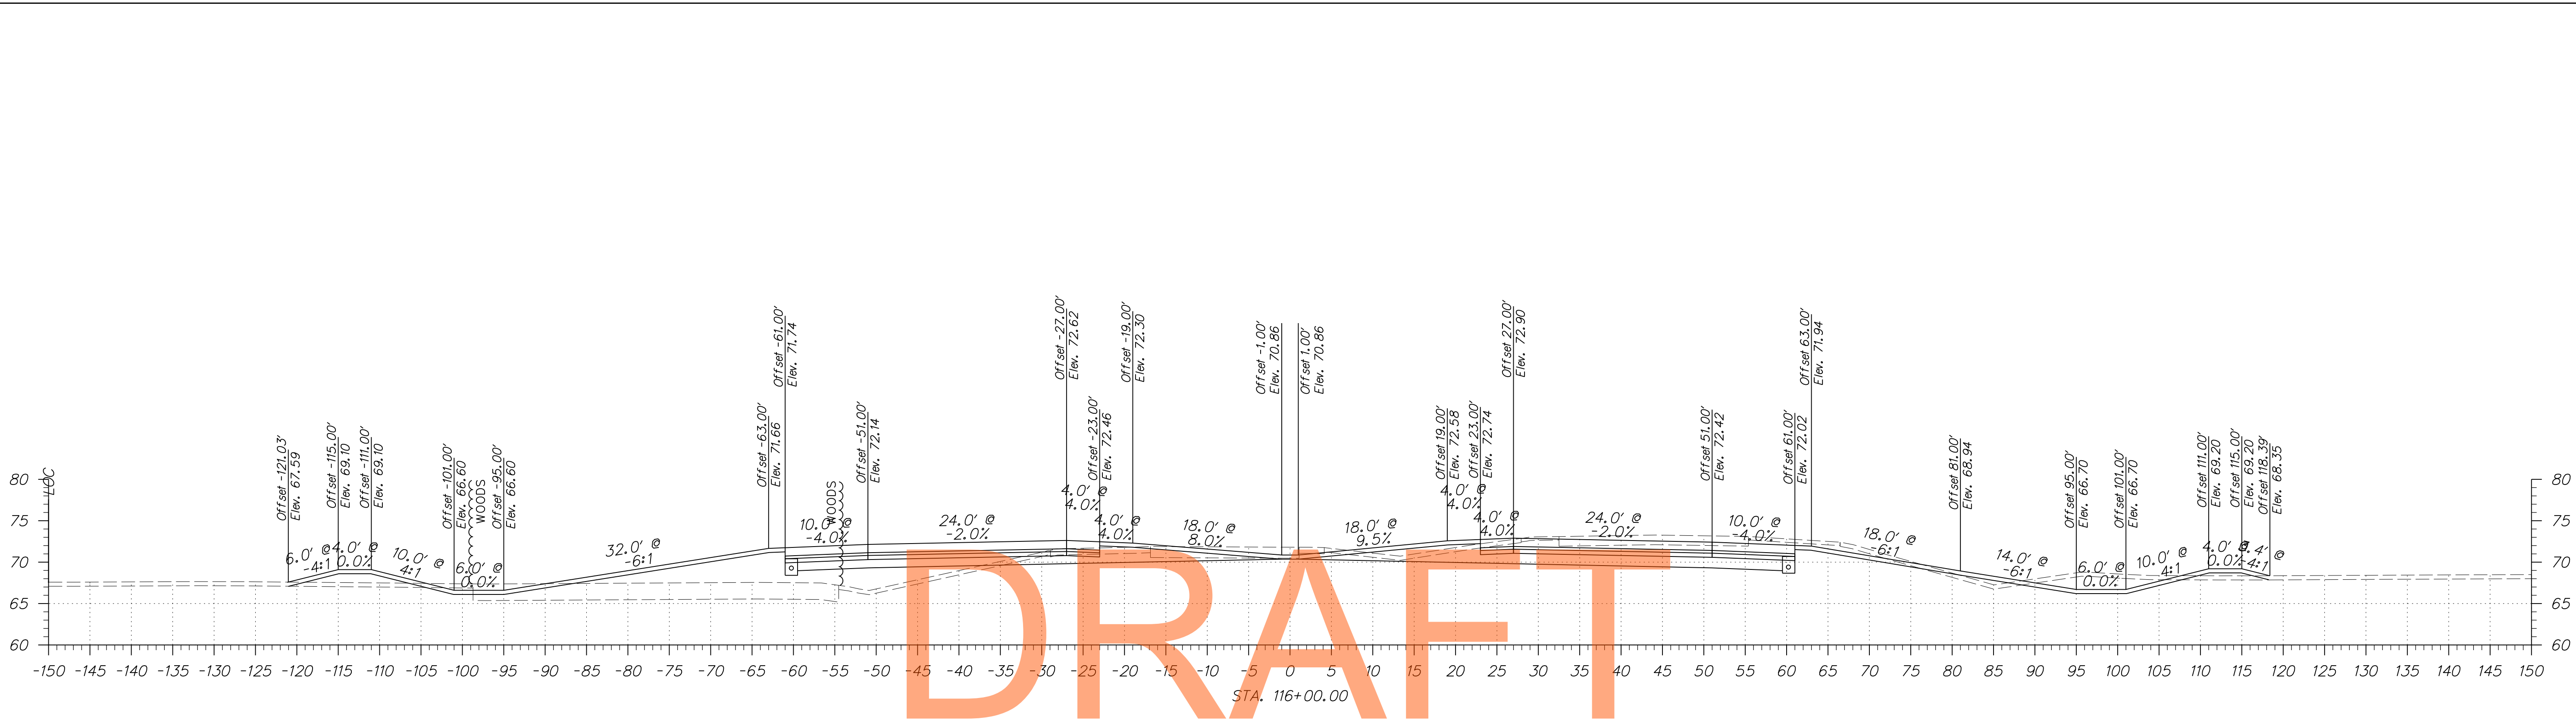 Offset -121.03'
Elev. 67.59
Offset -115.00'
Elev. 69.10
Offset -111.00'
Elev. 69.10
Offset -101.00'
Elev. 66.60
WOODS
Offset -95.00'
Elev. 66.60
Offset -63.00'
Elev. 71.66
Offset -61.00'
Elev. 71.74
WOODS
Offset -51.00'
Elev. 72.14
Offset -27.00'
Elev. 72.62
Offset -23.00'
Elev. 72.46
Offset -19.00'
Elev. 72.30
Offset -1.00'
Elev. 70.86
Offset 1.00'
Elev. 70.86
Offset 19.00'
Elev. 72.58
Offset 23.00'
Elev. 72.74
Offset 27.00'
Elev. 72.90
Offset 51.00'
Elev. 72.42
Offset 61.00'
Elev. 72.02
Offset 63.00'
Elev. 71.94
Offset 81.00'
Elev. 68.94
Offset 95.00'
Elev. 66.70
Offset 101.00'
Elev. 66.70
Offset 111.00'
Elev. 69.20
Offset 115.00'
Elev. 69.20
Offset 118.39'
Elev. 68.35
LOC
6.0' @
-4:1
4.0' @
0.0%
10.0' @
4:1
6.0' @
0.0%
32.0' @
-6:1
10.0' @
-4.0%
24.0' @
-2.0%
4.0' @
4.0%
4.0' @
4.0%
18.0' @
8.0%
18.0' @
9.5%
4.0' @
4.0%
4.0' @
4.0%
24.0' @
-2.0%
10.0' @
-4.0%
18.0' @
-6:1
14.0' @
-6:1
6.0' @
0.0%
10.0' @
4:1
4.0' @
0.0%
3.4' @
-4:1
80 80
75 75
70 70
65 65
60 60
-150 -145 -140 -135 -130 -125 -120 -115 -110 -105 -100 -95 -90 -85 -80 -75 -70 -65 -60 -55 -50 -45 -40 -35 -30 -25 -20 -15 -10 -5 0 5 10 15 20 25 30 35 40 45 50 55 60 65 70 75 80 85 90 95 100 105 110 115 120 125 130 135 140 145 150
STA. 116+00.00
DRAFT